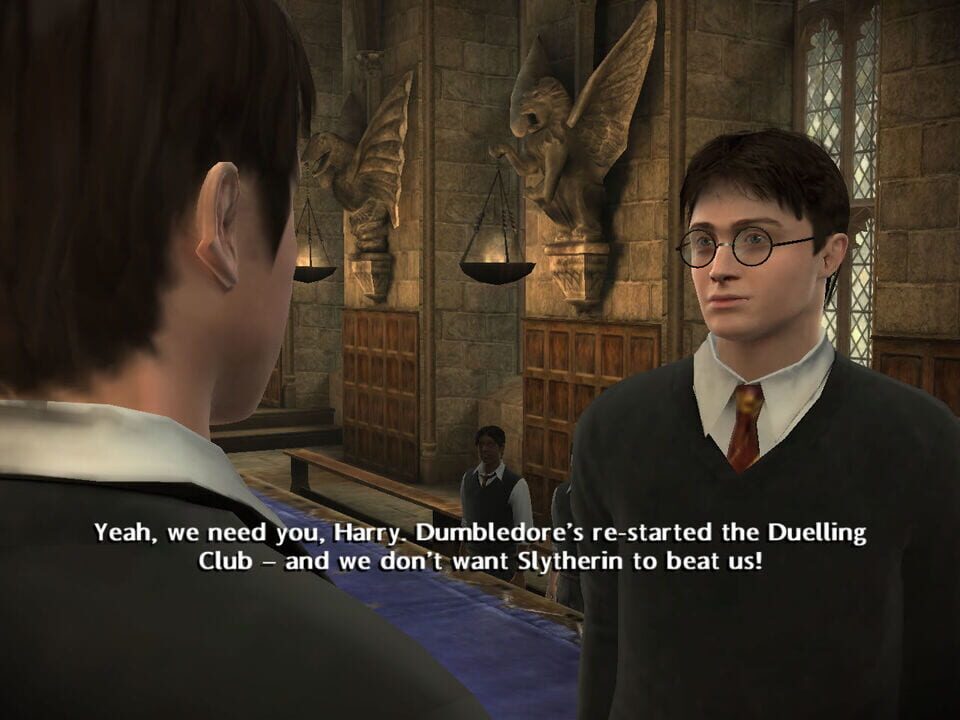 Yeah, we need you, Harry. Dumbledore's re-started the Duelling
Club – and we don't want Slytherin to beat us!